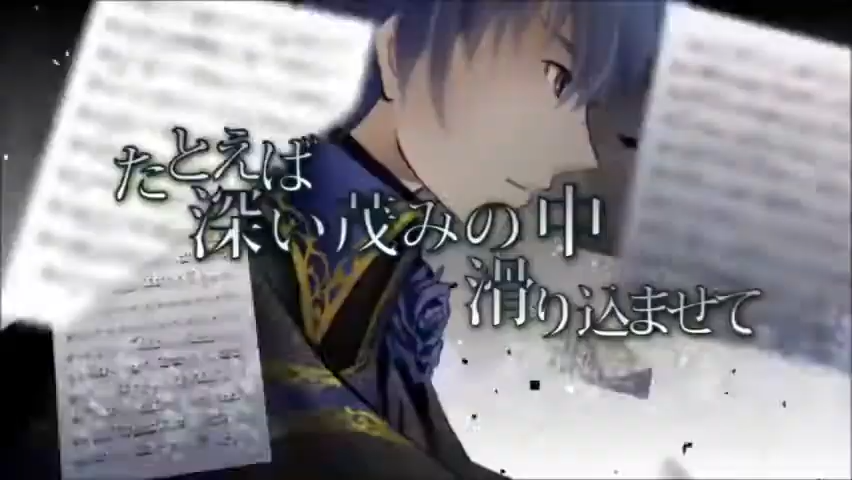 たとえば
深い茂みの中
滑り込ませて